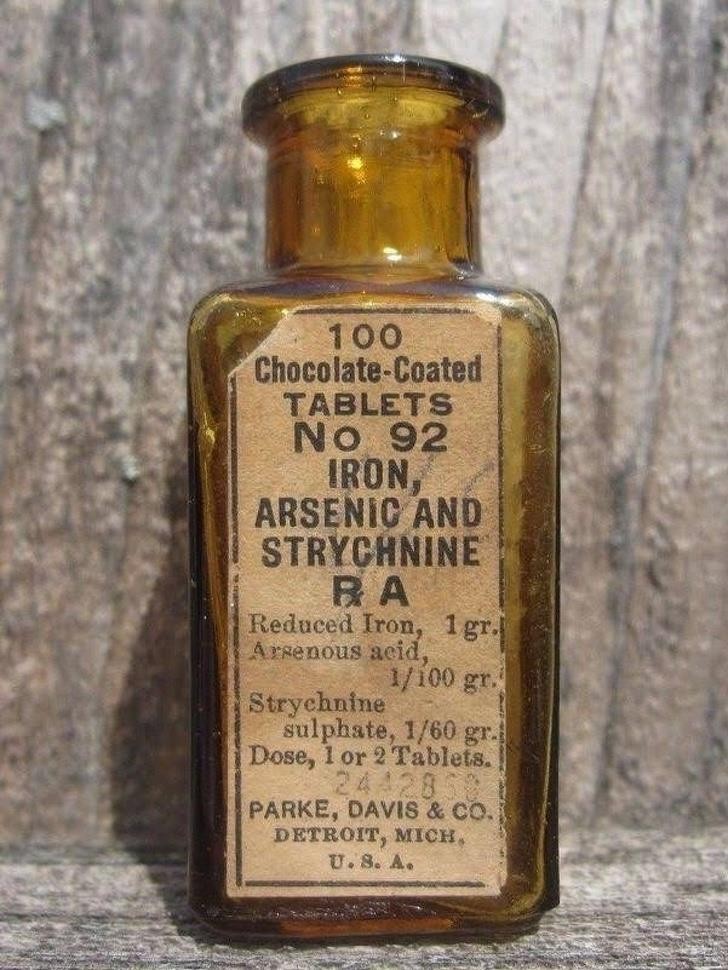 100
Chocolate-Coated
TABLETS
No 92
IRON,
ARSENIC AND
STRYCHNINE
℞ A
Reduced Iron, 1 gr.
Arsenous acid,
1/100 gr.
Strychnine
sulphate, 1/60 gr.
Dose, 1 or 2 Tablets.
PARKE, DAVIS & CO.
DETROIT, MICH.
U. S. A.